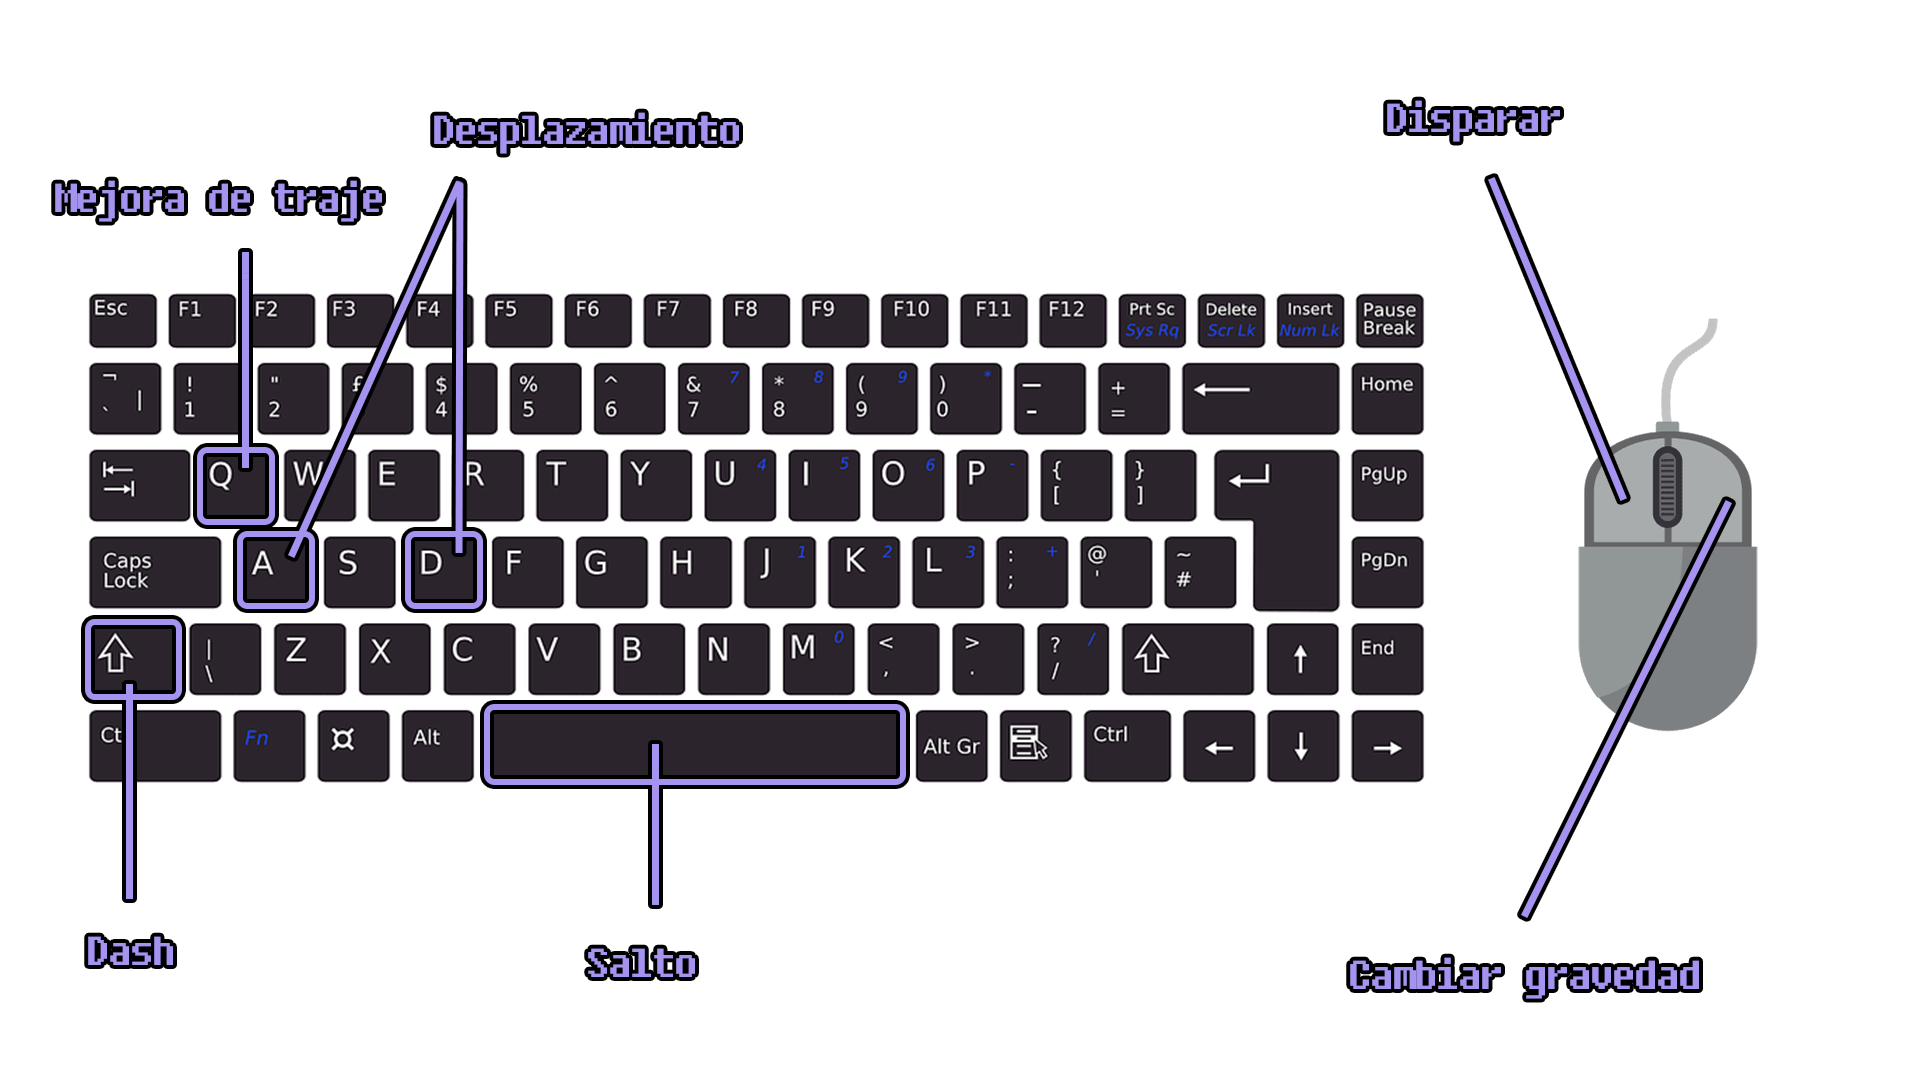 Disparar
Desplazamiento
Mejora de traje
Esc F1 F2 F3 F4 F5 F6 F7 F8 F9 F10 F11 F12 Prt Sc Delete Insert Pause
Sys Rq Scr Lk Num Lk Break
¬ ! " £ $ % ^ & 7 * 8 ( 9 ) * — + Home
` | 1 2 4 5 6 7 8 9 0 - =
Q W E R T Y U 4 I 5 O 6 P - { } PgUp
[ ]
Caps A S D F G H J 1 K 2 L 3 : + @ ~ PgDn
Lock ; ' #
| Z X C V B N M 0 < > ? / End
\ , . /
Ct Fn Alt Alt Gr Ctrl
Dash
Salto
Cambiar gravedad